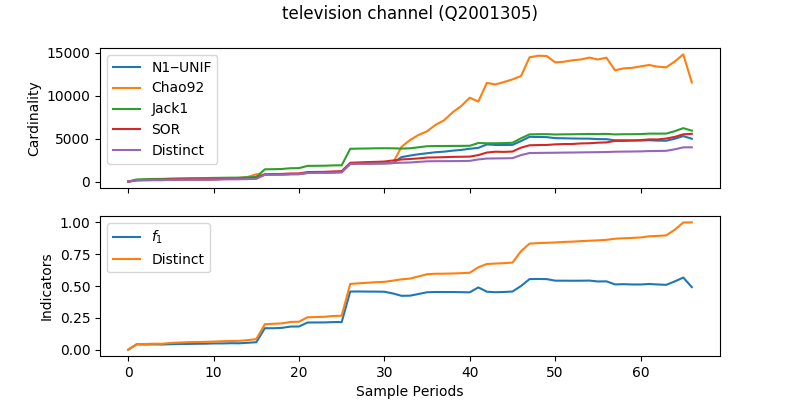 television channel (Q2001305)
15000
10000
5000
0
Cardinality
N1−UNIF
Chao92
Jack1
SOR
Distinct
1.00
0.75
0.50
0.25
0.00
Indicators
f1
Distinct
0 10 20 30 40 50 60
Sample Periods